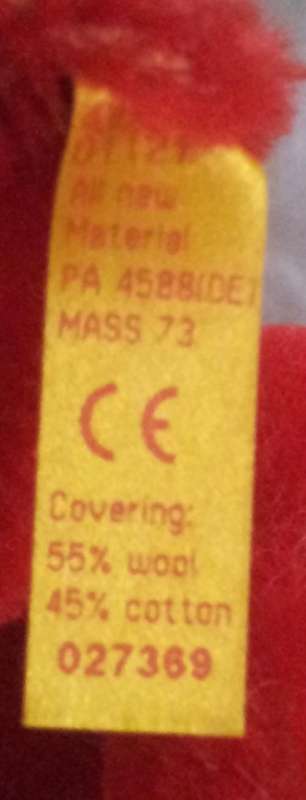 All new
Material
PA 4588(DE)
MASS 73
CE
Covering:
55% wool
45% cotton
027369